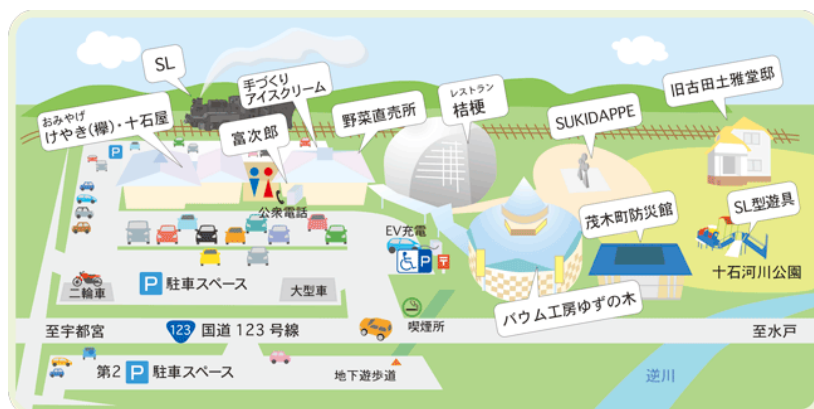 SL
おみやげ
けやき(欅)・十石屋
手づくり
アイスクリーム
富次郎
野菜直売所
レストラン
桔梗
SUKIDAPPE
旧古田土雅堂邸
P
公衆電話
EV充電
P
〒
茂木町防災館
SL型遊具
十石河川公園
バウム工房ゆずの木
二輪車
P 駐車スペース
大型車
喫煙所
至宇都宮
123 国道123号線
至水戸
第2 P 駐車スペース
地下遊歩道
逆川